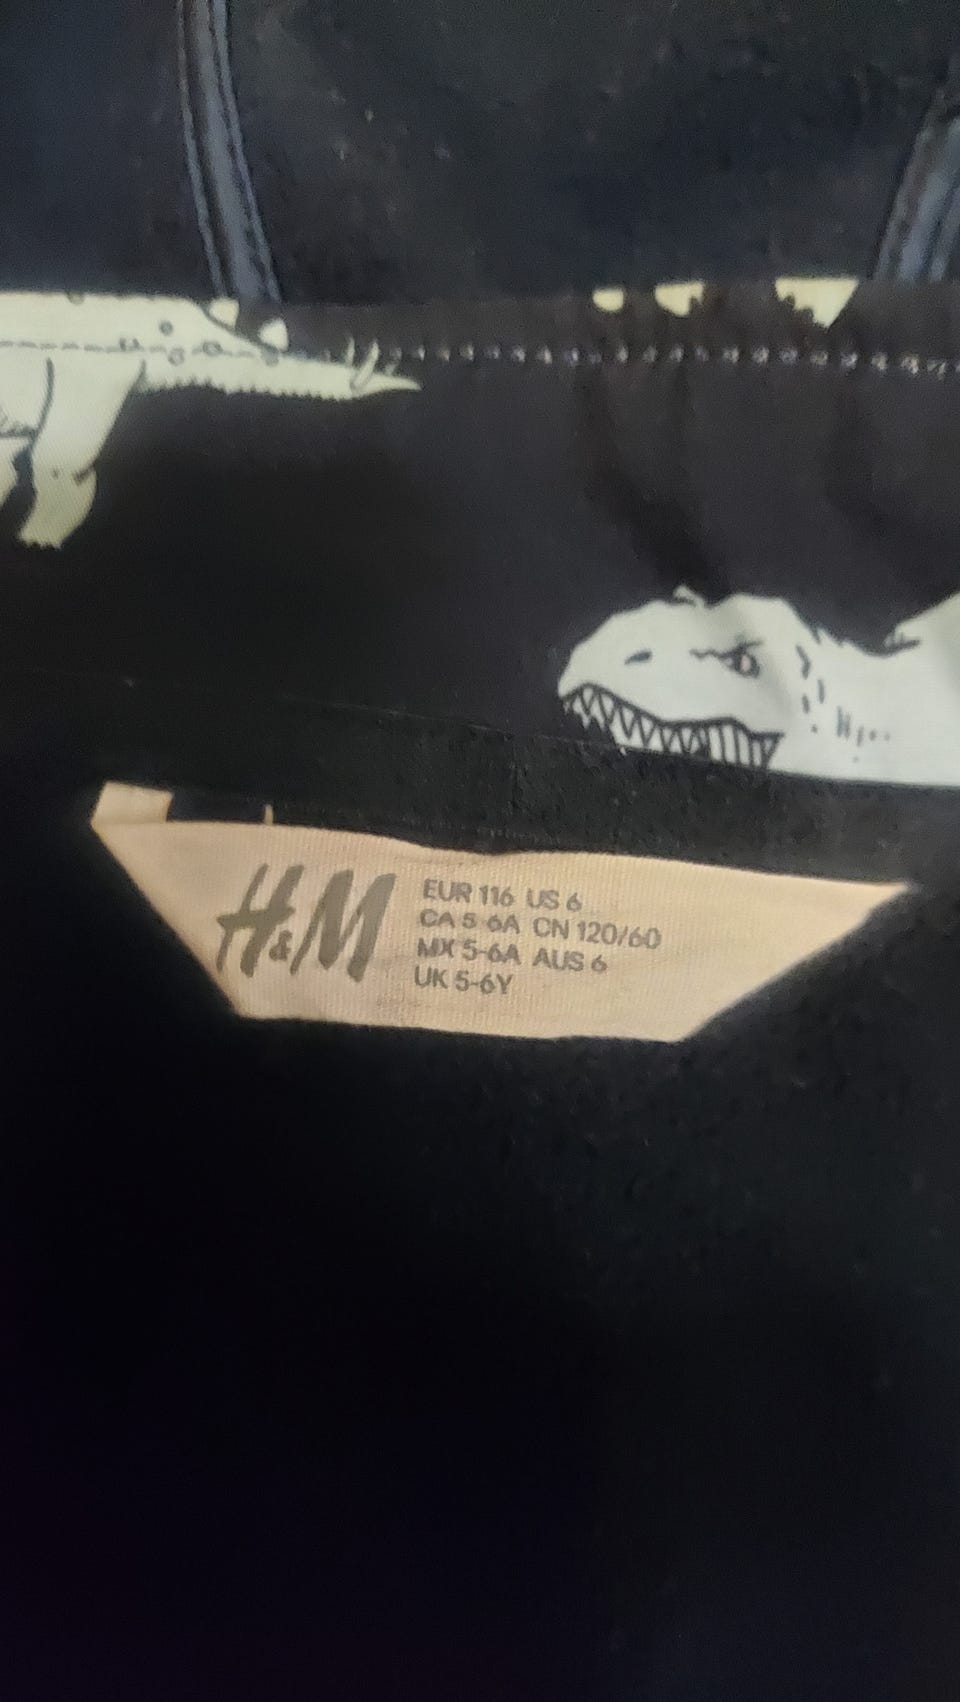 H&M
EUR 116 US 6
CA 5-6A CN 120/60
MX 5-6A AUS 6
UK 5-6Y